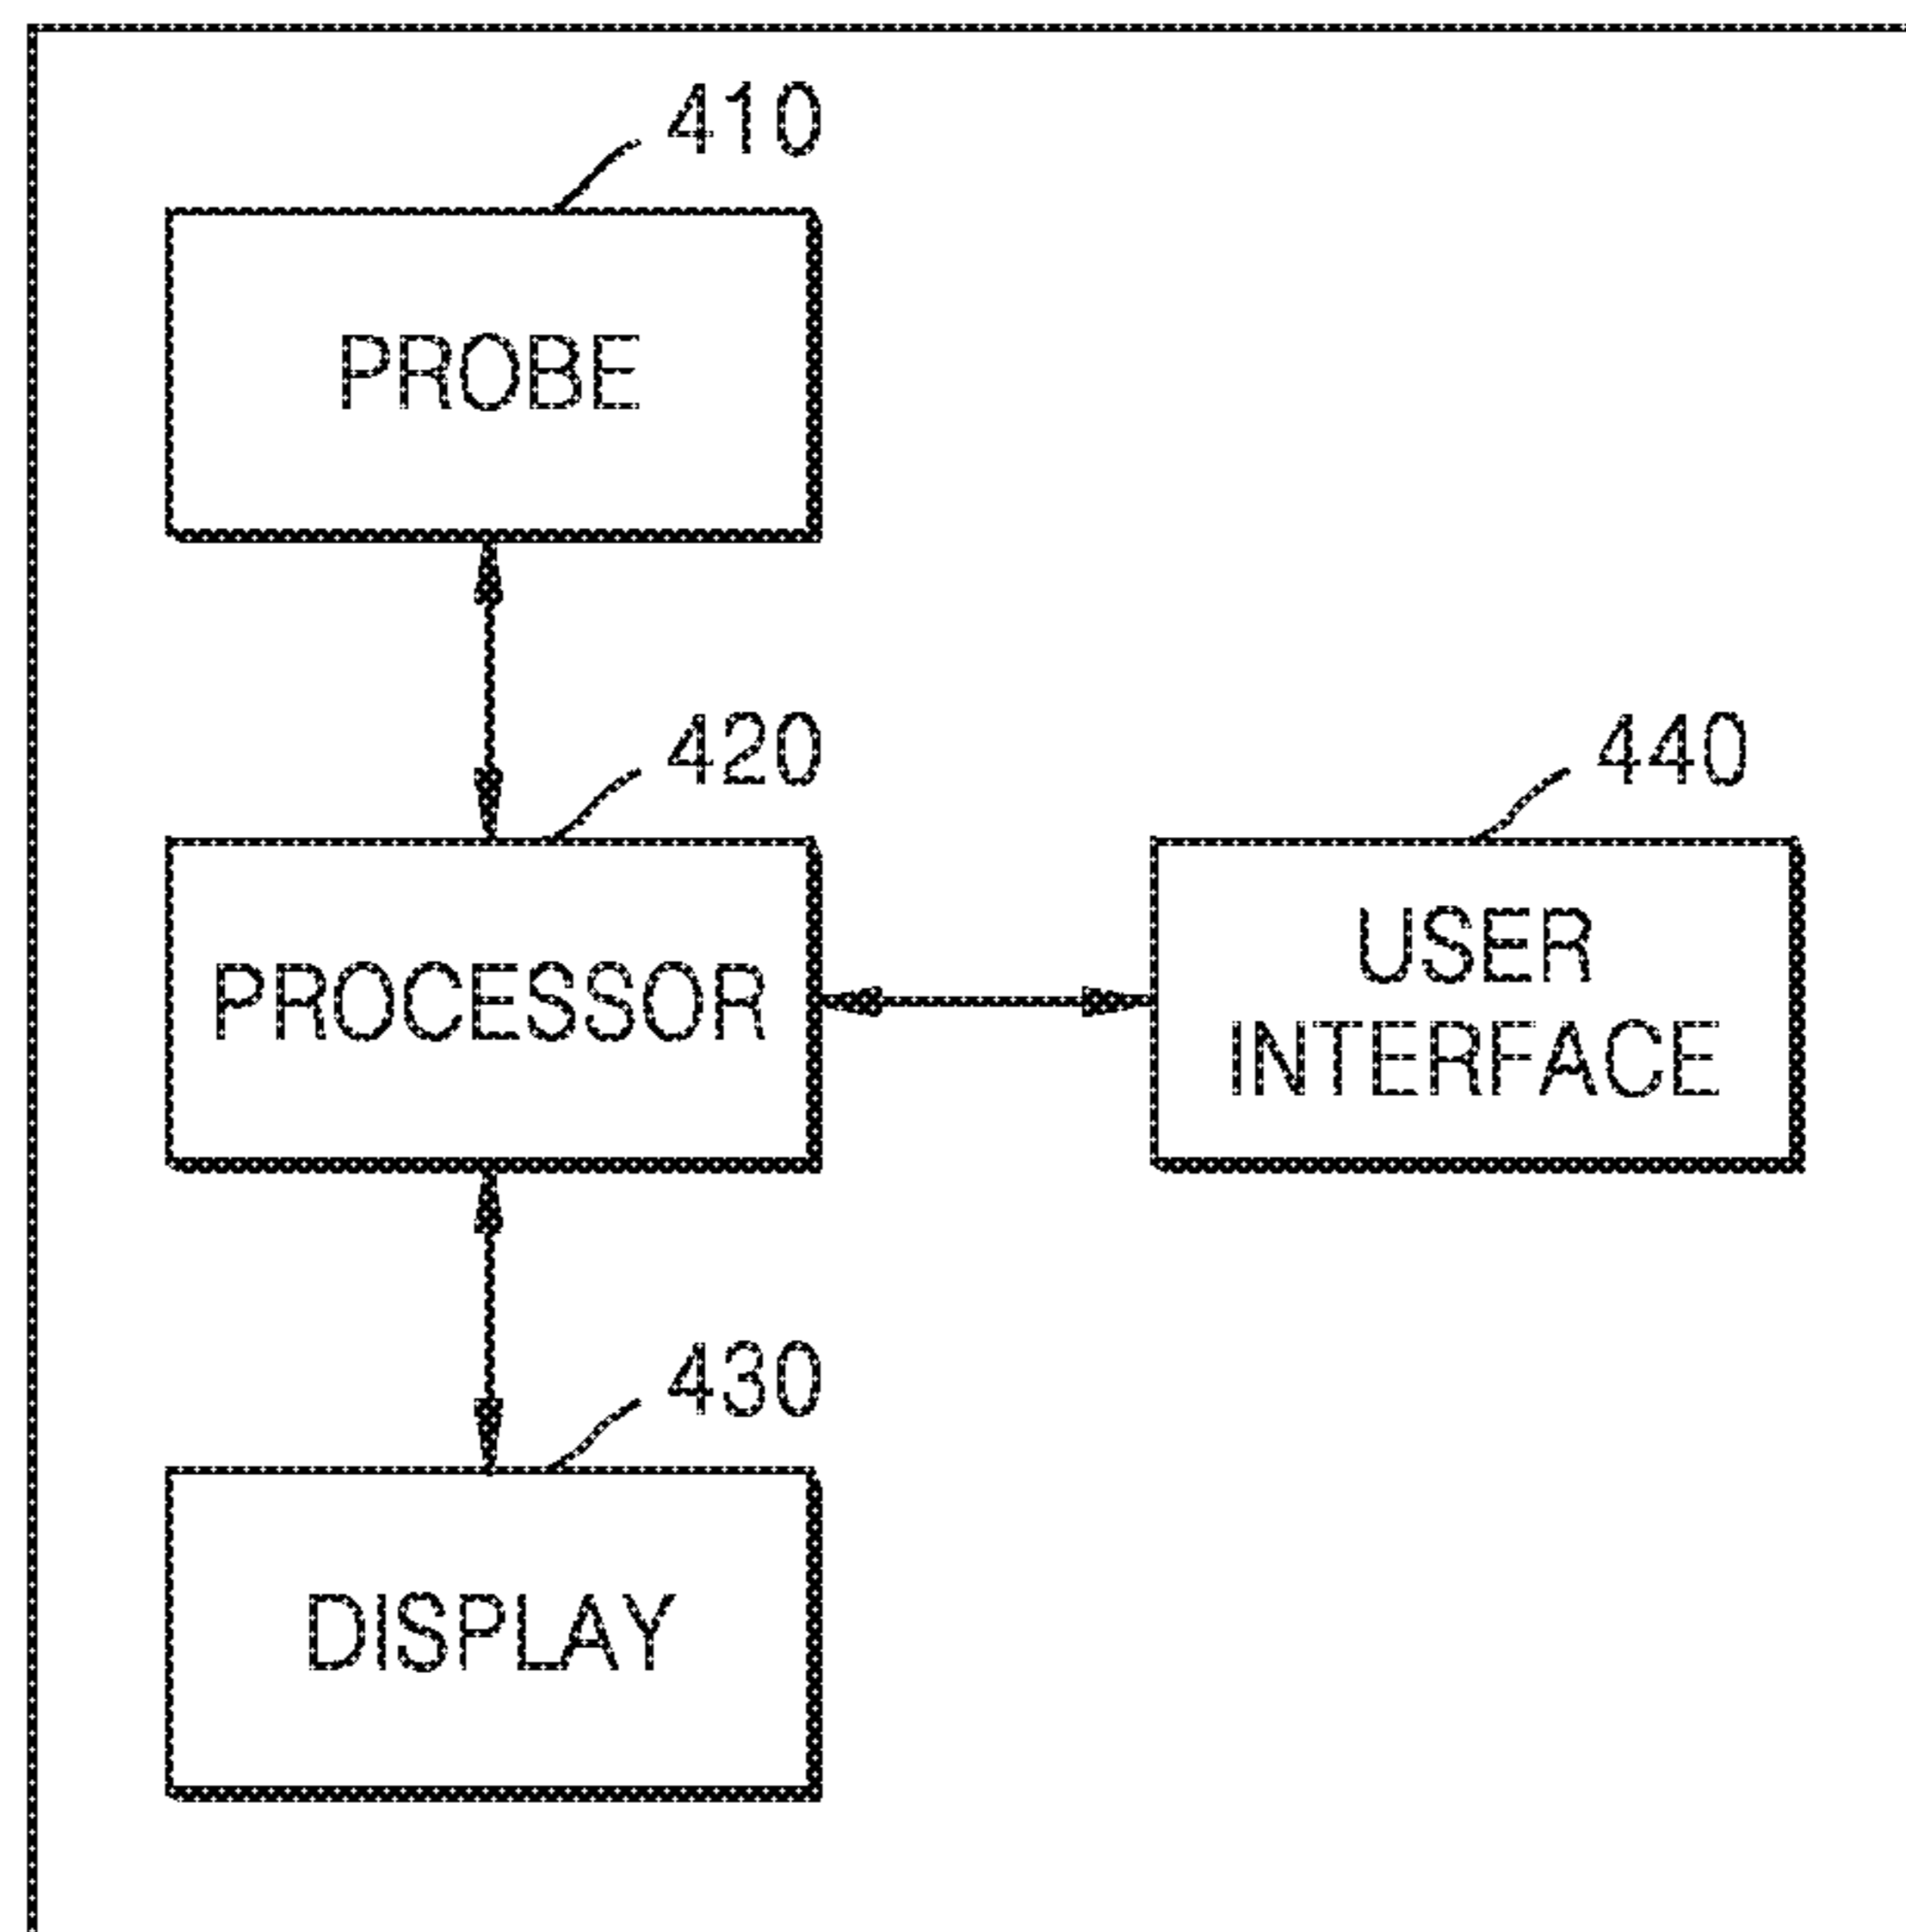 410
PROBE
420
440
PROCESSOR
USER
INTERFACE
430
DISPLAY